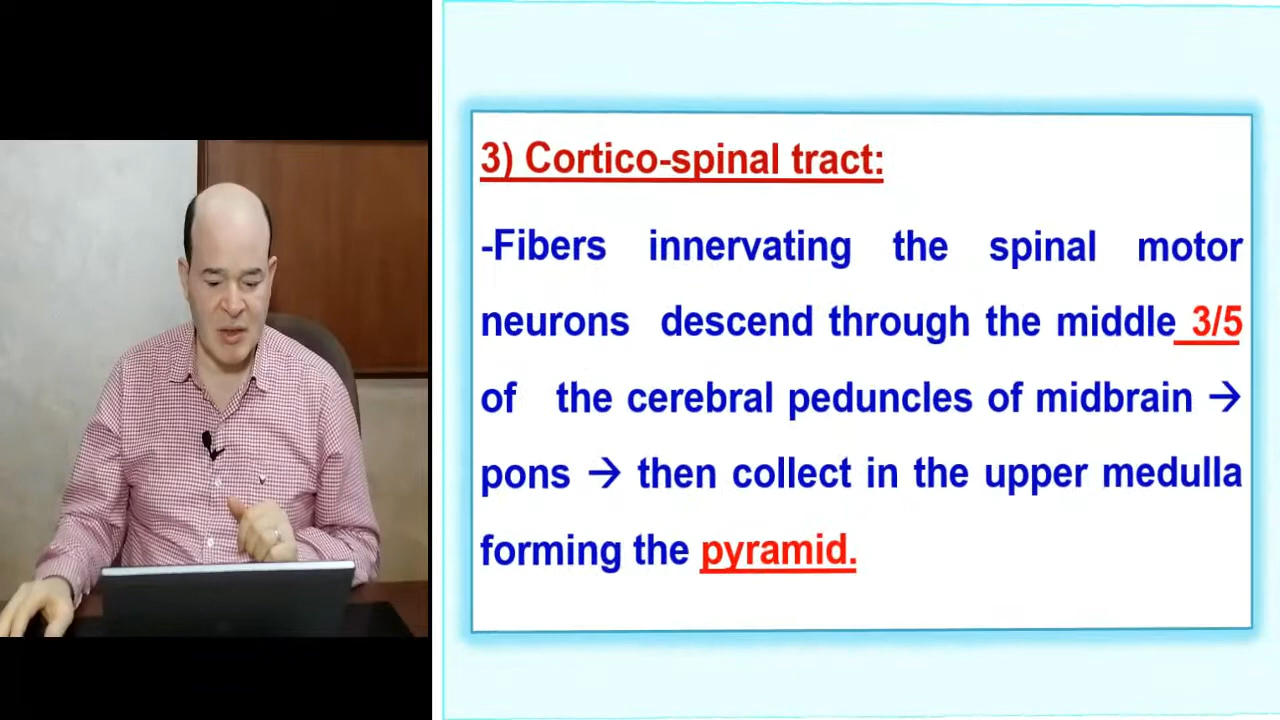 3) Cortico-spinal tract:
-Fibers innervating the spinal motor
neurons descend through the middle 3/5
of the cerebral peduncles of midbrain →
pons → then collect in the upper medulla
forming the pyramid.